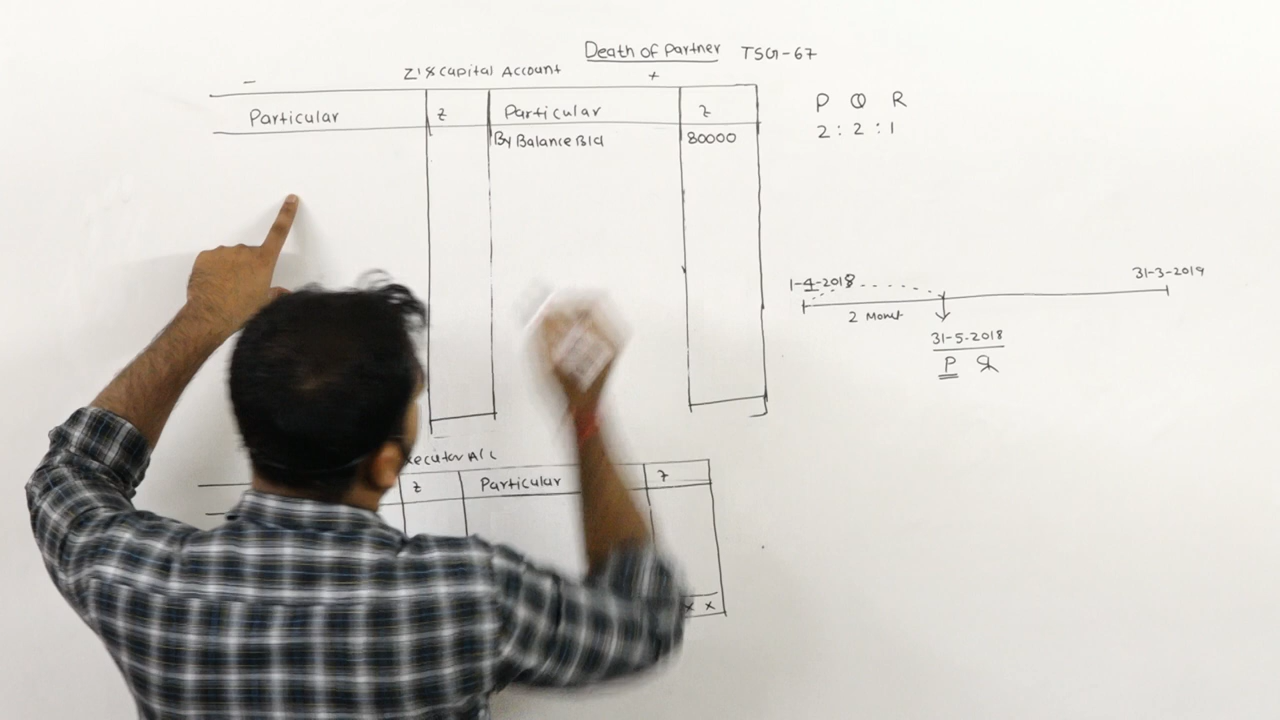 Death of Partner TSG-67
Z's Capital Account
- +
Particular ₹ Particular ₹
By Balance B/d 80000
P Q R
2 : 2 : 1
1-4-2018 31-3-2019
2 Monet
31-5-2018
P R
ecutor A/c
₹ Particular ₹
x x